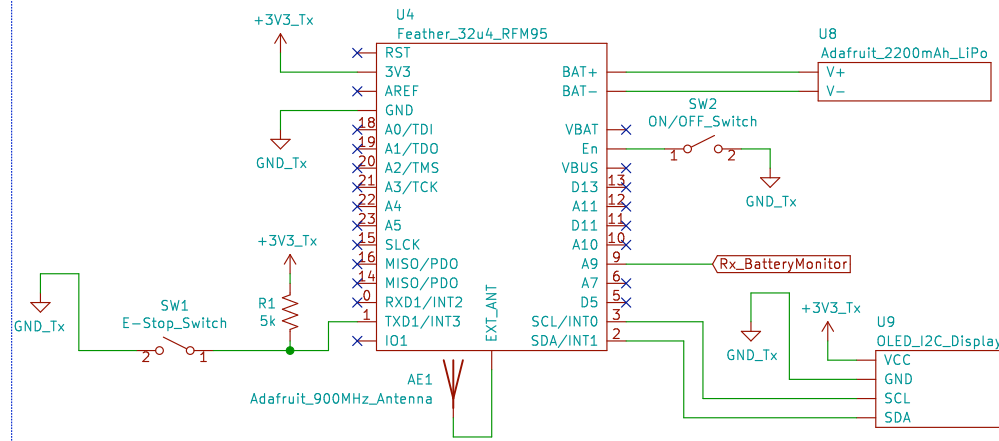 U4
Feather_32u4_RFM95
+3V3_Tx
RST
3V3
AREF
GND
GND_Tx
18 A0/TDI
19 A1/TDO
20 A2/TMS
21 A3/TCK
22 A4
23 A5
15 SLCK
16 MISO/PDO
14 MISO/PDO
0 RXD1/INT2
1 TXD1/INT3
IO1
EXT_ANT
BAT+
BAT-
VBAT
En
VBUS
D13 13
A11 12
D11 11
A10 10
A9 9
A7 6
D5 5
SCL/INT0 3
SDA/INT1 2
U8
Adafruit_2200mAh_LiPo
V+
V-
SW2
ON/OFF_Switch
1 2
GND_Tx
Rx_BatteryMonitor
+3V3_Tx
R1
5k
GND_Tx
SW1
E-Stop_Switch
2 1
AE1
Adafruit_900MHz_Antenna
GND_Tx
+3V3_Tx
U9
OLED_I2C_Display
VCC
GND
SCL
SDA